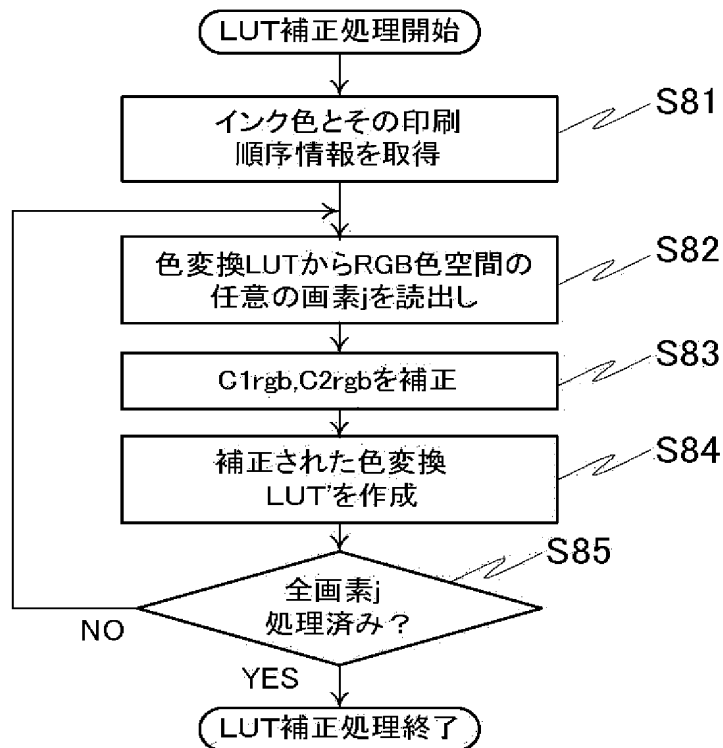 LUT補正処理開始
S81
インク色とその印刷
順序情報を取得
S82
色変換LUTからRGB色空間の
任意の画素jを読出し
S83
C1rgb,C2rgbを補正
S84
補正された色変換
LUT'を作成
S85
全画素j
処理済み？
NO
YES
LUT補正処理終了